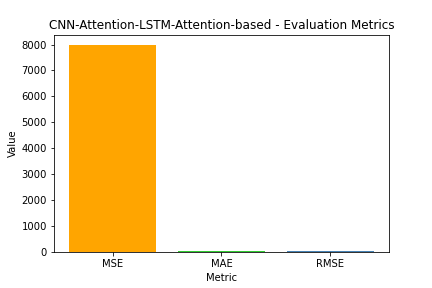 CNN-Attention-LSTM-Attention-based - Evaluation Metrics
8000
7000
6000
5000
4000
3000
2000
1000
0
Value
MSE MAE RMSE
Metric